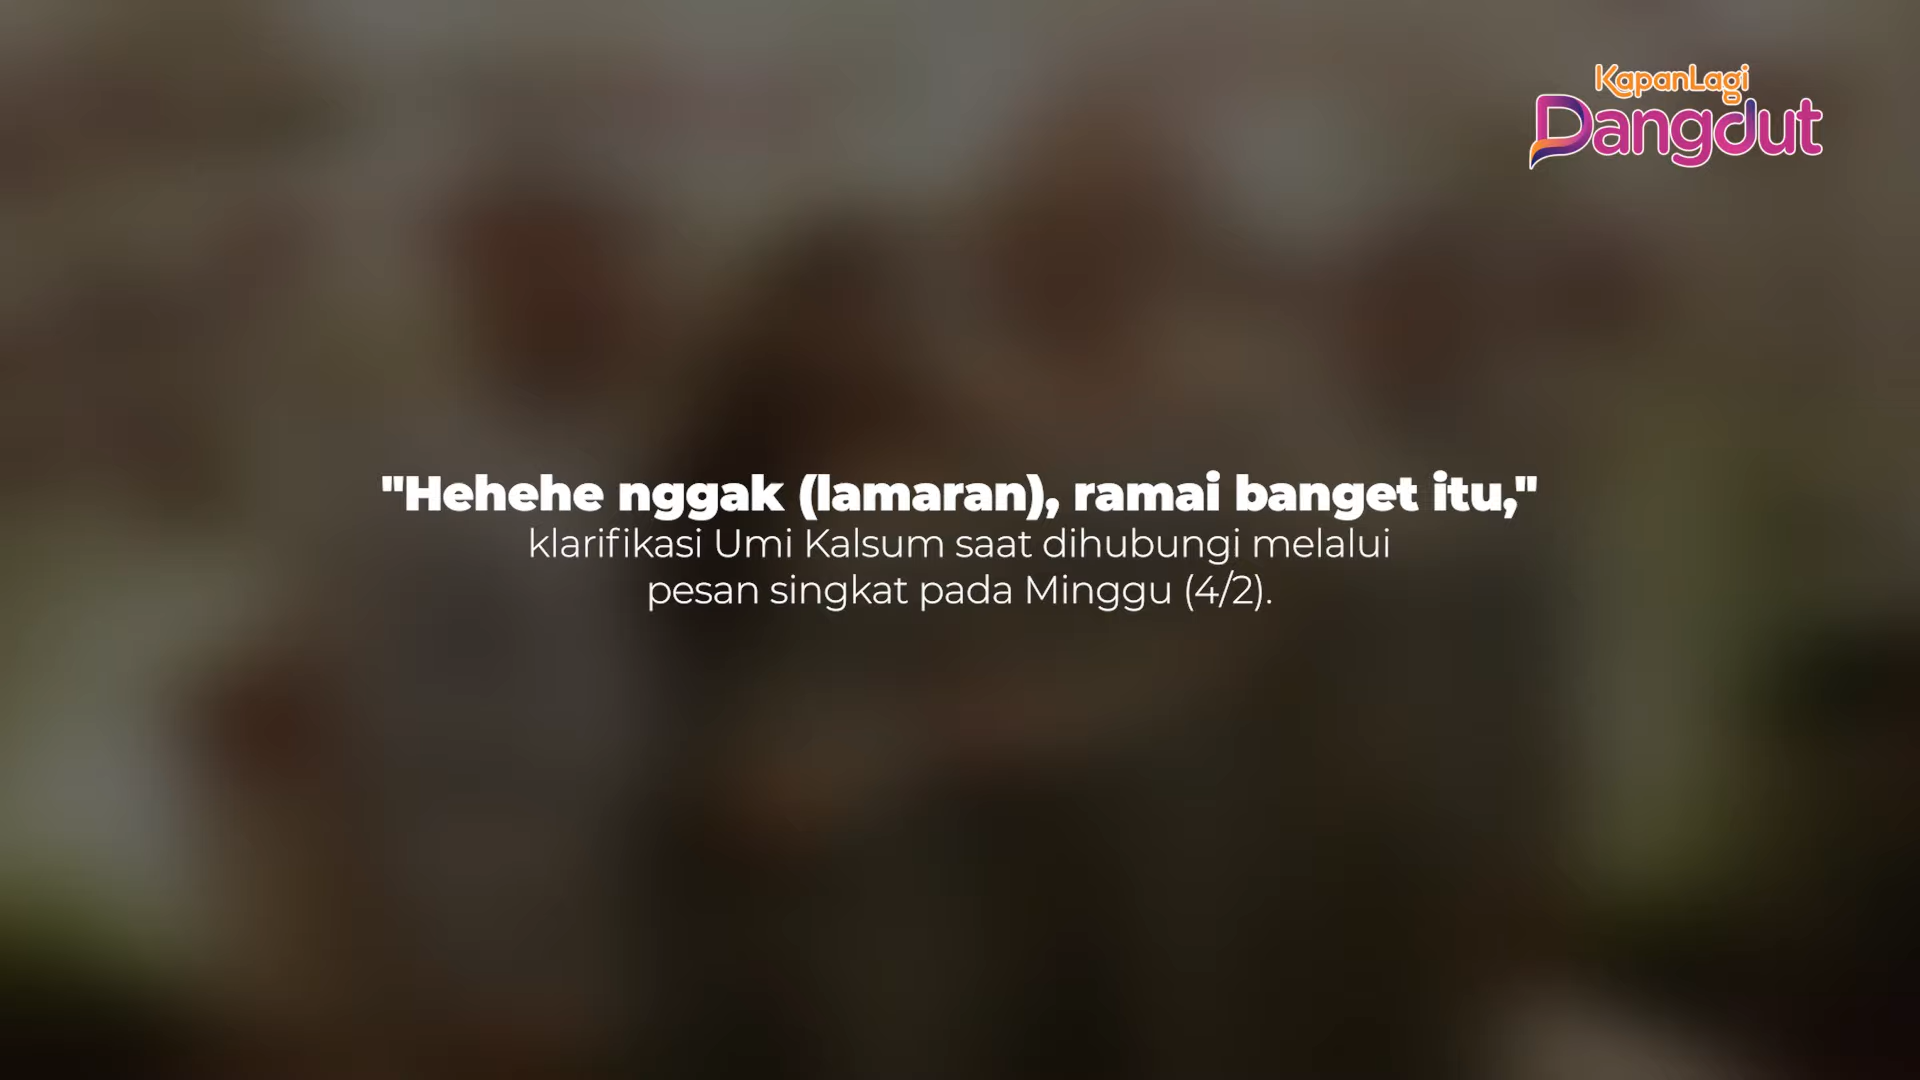 KapanLagi
Dangdut
"Hehehe nggak (lamaran), ramai banget itu,"
klarifikasi Umi Kalsum saat dihubungi melalui
pesan singkat pada Minggu (4/2).